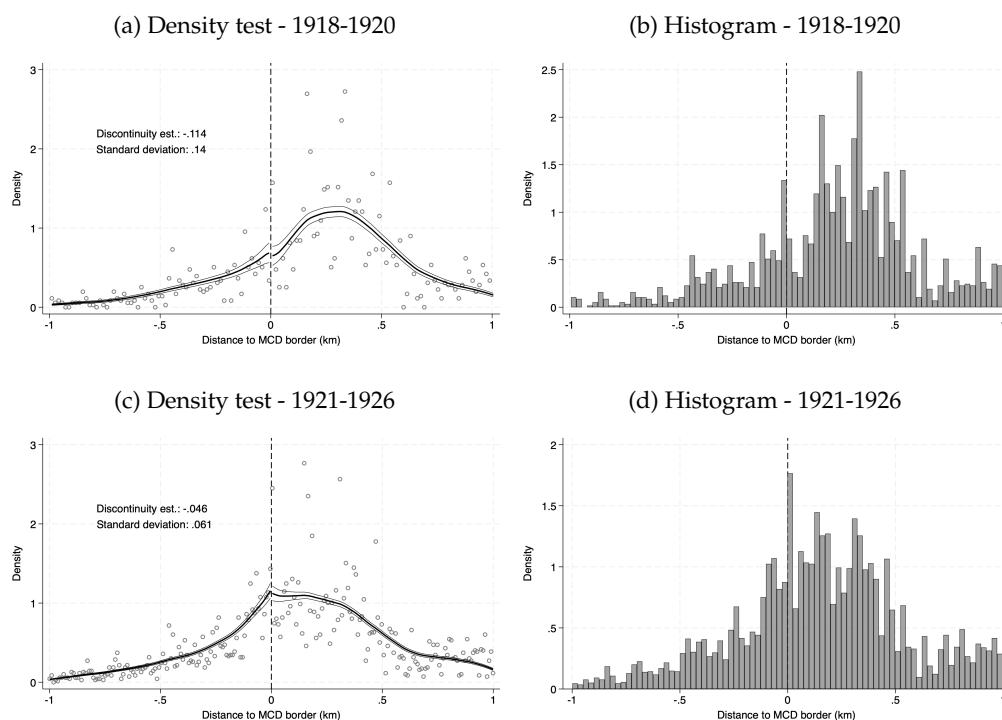 (a) Density test - 1918-1920
3
2
1
0
Density
Discontinuity est.: -.114
Standard deviation: .14
-1 -.5 0 .5 1
Distance to MCD border (km)
(b) Histogram - 1918-1920
2.5
2
1.5
1
.5
0
Density
-1 -.5 0 .5 1
Distance to MCD border (km)
(c) Density test - 1921-1926
3
2
1
0
Density
Discontinuity est.: -.046
Standard deviation: .061
-1 -.5 0 .5 1
Distance to MCD border (km)
(d) Histogram - 1921-1926
2
1.5
1
.5
0
Density
-1 -.5 0 .5 1
Distance to MCD border (km)